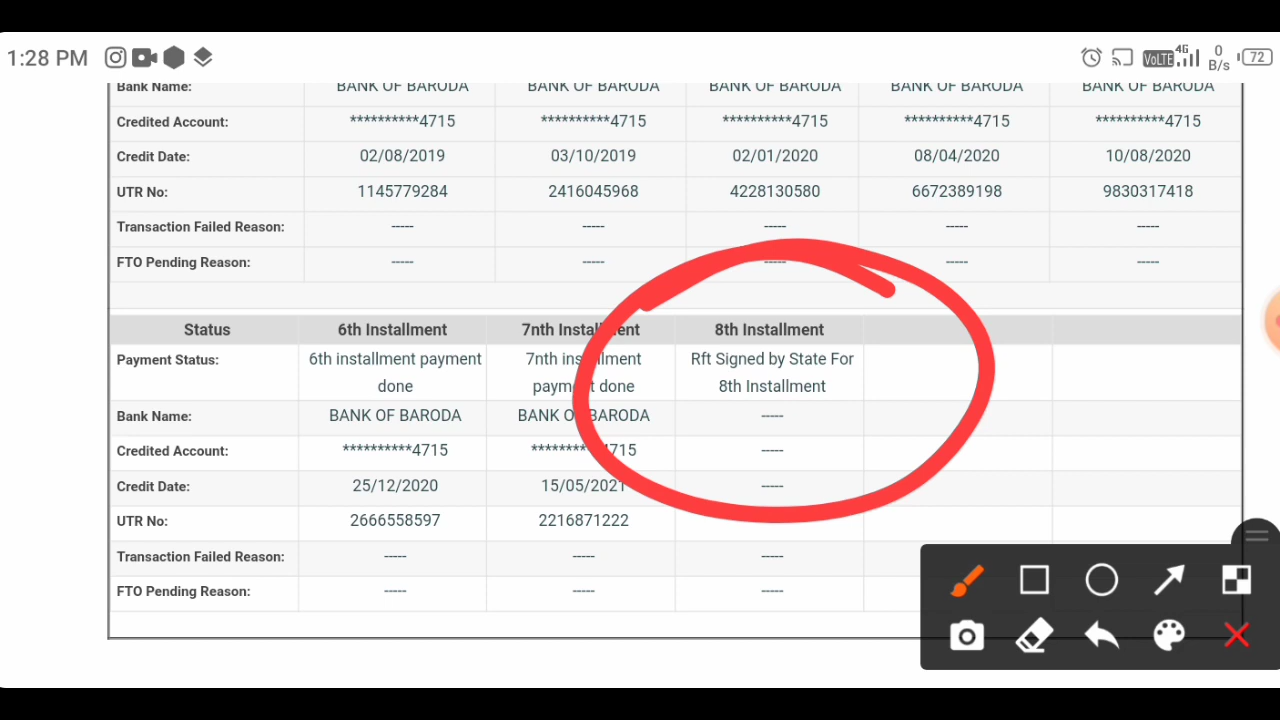 1:28 PM VoLTE 4G 0 B/s 72
Bank Name: BANK OF BARODA BANK OF BARODA BANK OF BARODA BANK OF BARODA BANK OF BARODA
Credited Account: **********4715 **********4715 **********4715 **********4715 **********4715
Credit Date: 02/08/2019 03/10/2019 02/01/2020 08/04/2020 10/08/2020
UTR No: 1145779284 2416045968 4228130580 6672389198 9830317418
Transaction Failed Reason: ----- ----- ----- ----- -----
FTO Pending Reason: ----- ----- ----- ----- -----
Status 6th Installment 7nth Installment 8th Installment
Payment Status: 6th installment payment 7nth installment Rft Signed by State For
done payment done 8th Installment
Bank Name: BANK OF BARODA BANK OF BARODA -----
Credited Account: **********4715 **********4715 -----
Credit Date: 25/12/2020 15/05/2021 -----
UTR No: 2666558597 2216871222
Transaction Failed Reason: ----- ----- -----
FTO Pending Reason: ----- ----- -----